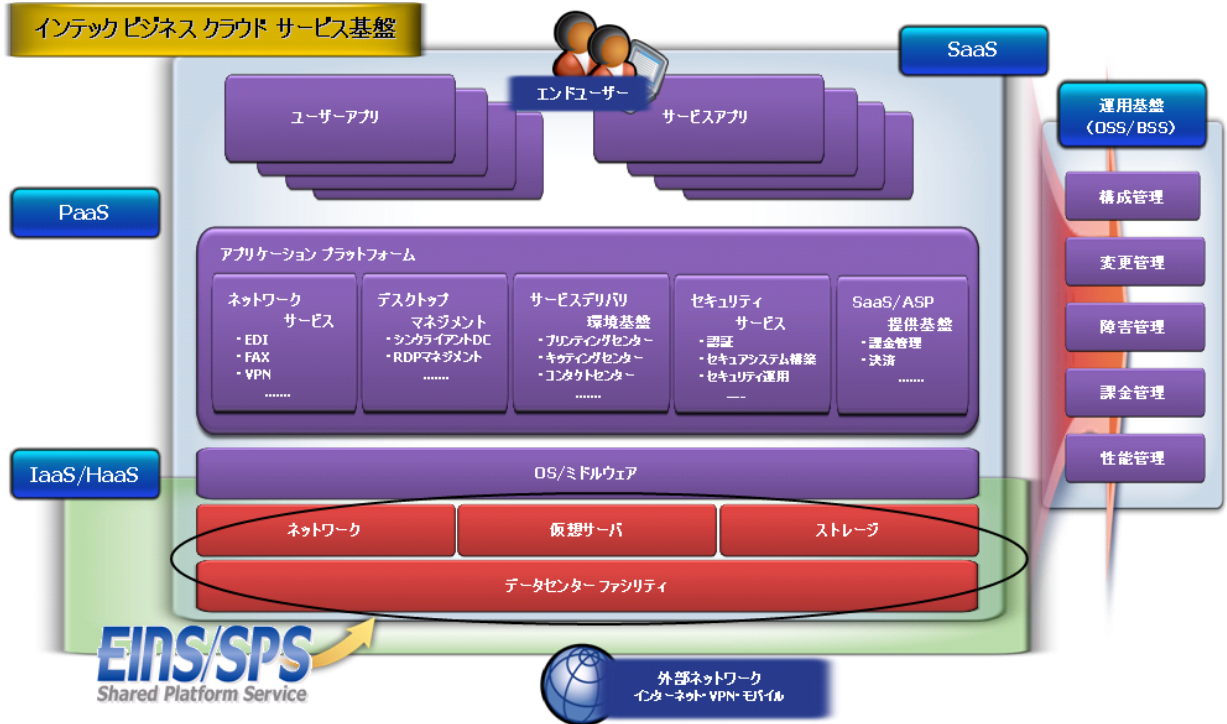 インテック ビジネス クラウド サービス基盤
エンドユーザー
SaaS
ユーザーアプリ
サービスアプリ
運用基盤
(OSS/BSS)
構成管理
変更管理
障害管理
課金管理
性能管理
PaaS
アプリケーション プラットフォーム
ネットワーク
サービス
・EDI
・FAX
・VPN
.......
デスクトップ
マネジメント
・シンクライアントDC
・RDPマネジメント
.......
サービスデリバリ
環境基盤
・プリンティングセンター
・キッティングセンター
・コンタクトセンター
.......
セキュリティ
サービス
・認証
・セキュアシステム構築
・セキュリティ運用
.......
SaaS/ASP
提供基盤
・課金管理
・決済
.......
IaaS/HaaS
OS/ミドルウェア
ネットワーク
仮想サーバ
ストレージ
データセンター ファシリティ
EINS/SPS
Shared Platform Service
外部ネットワーク
インターネット・VPN・モバイル